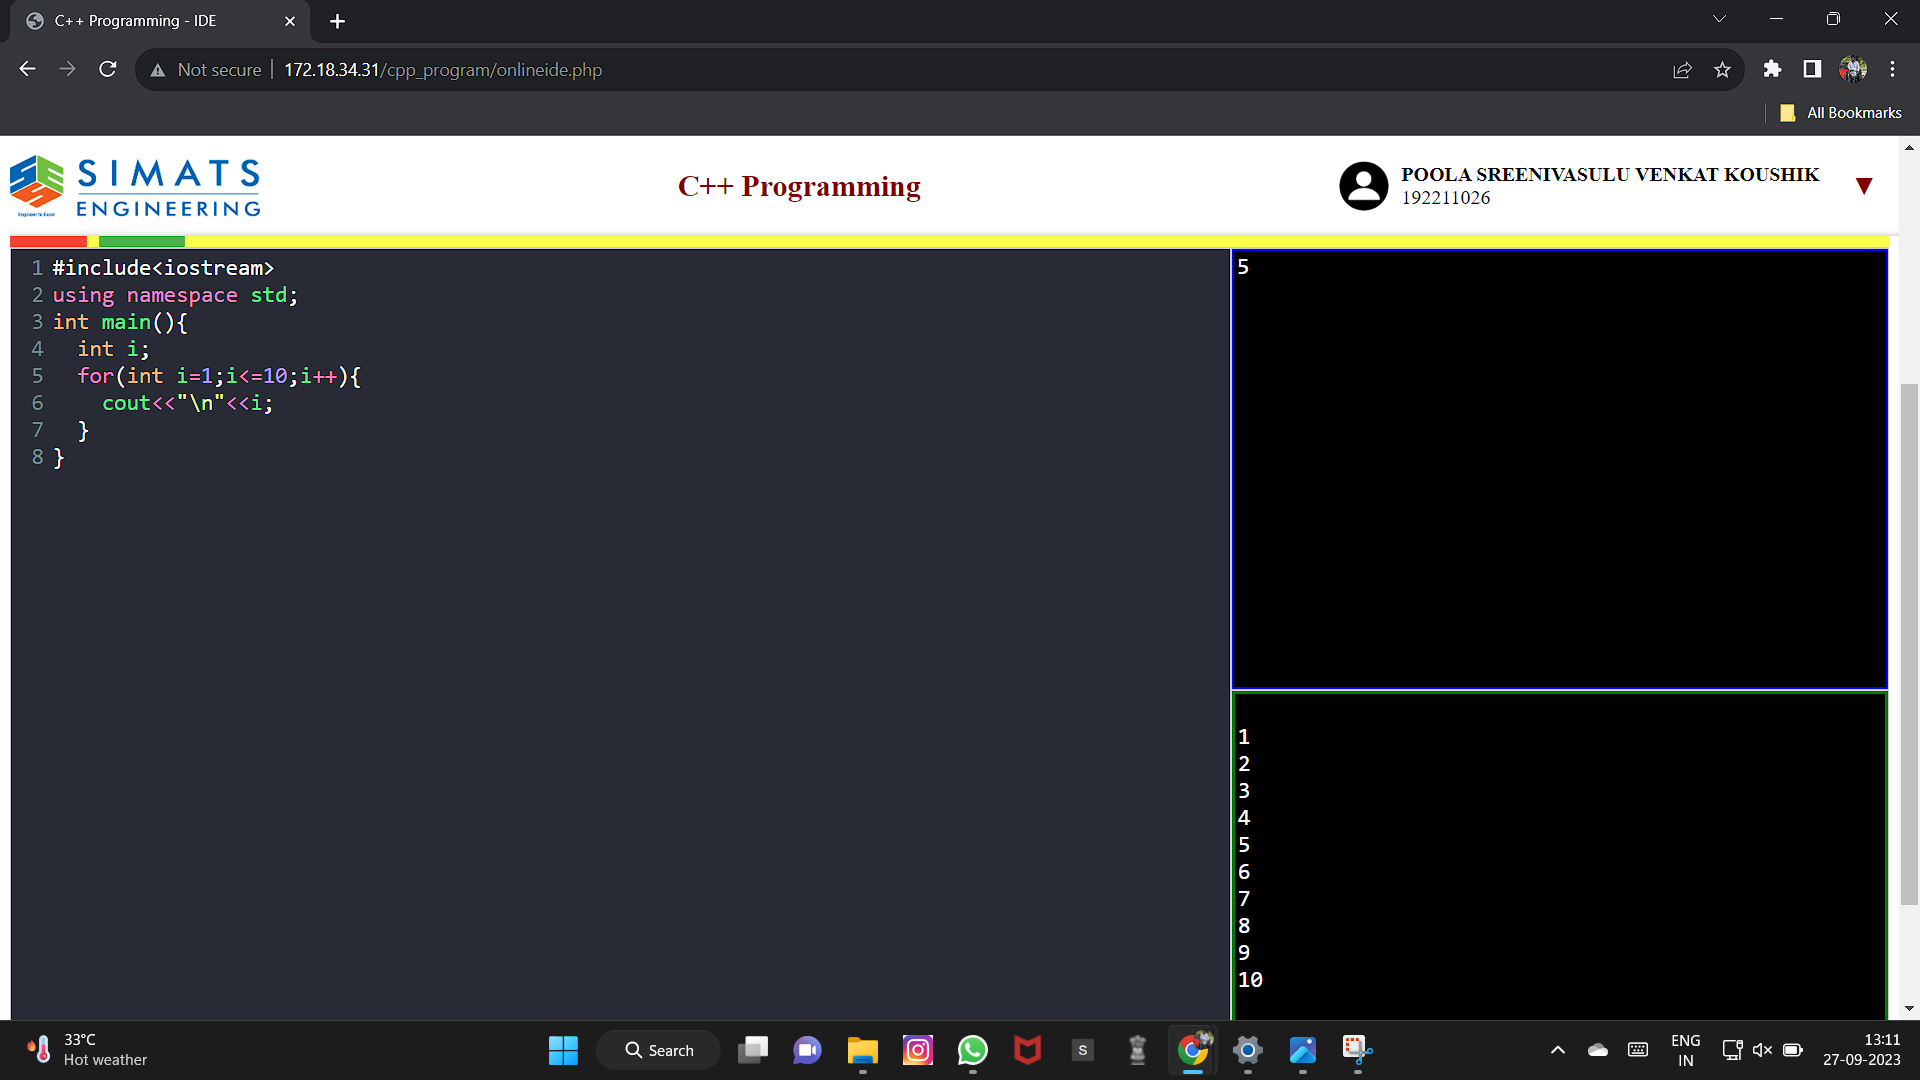 C++ Programming - IDE
Not secure 172.18.34.31/cpp_program/onlineide.php
All Bookmarks
SIMATS
ENGINEERING
Engineer to Excel
C++ Programming
POOLA SREENIVASULU VENKAT KOUSHIK
192211026
1 #include<iostream>
2 using namespace std;
3 int main(){
4   int i;
5   for(int i=1;i<=10;i++){
6     cout<<"\n"<<i;
7   }
8 }
5
1
2
3
4
5
6
7
8
9
10
33°C
Hot weather
Search
S
ENG
IN
13:11
27-09-2023